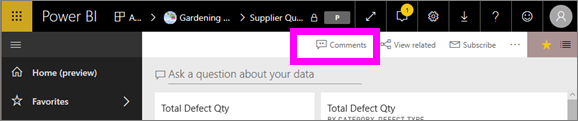 Power BI A... Gardening ... Supplier Qu... P 1
Comments View related Subscribe ...
Home (preview) Ask a question about your data
Favorites
Total Defect Qty Total Defect Qty
BY CATEGORY, DEFECT TYPE